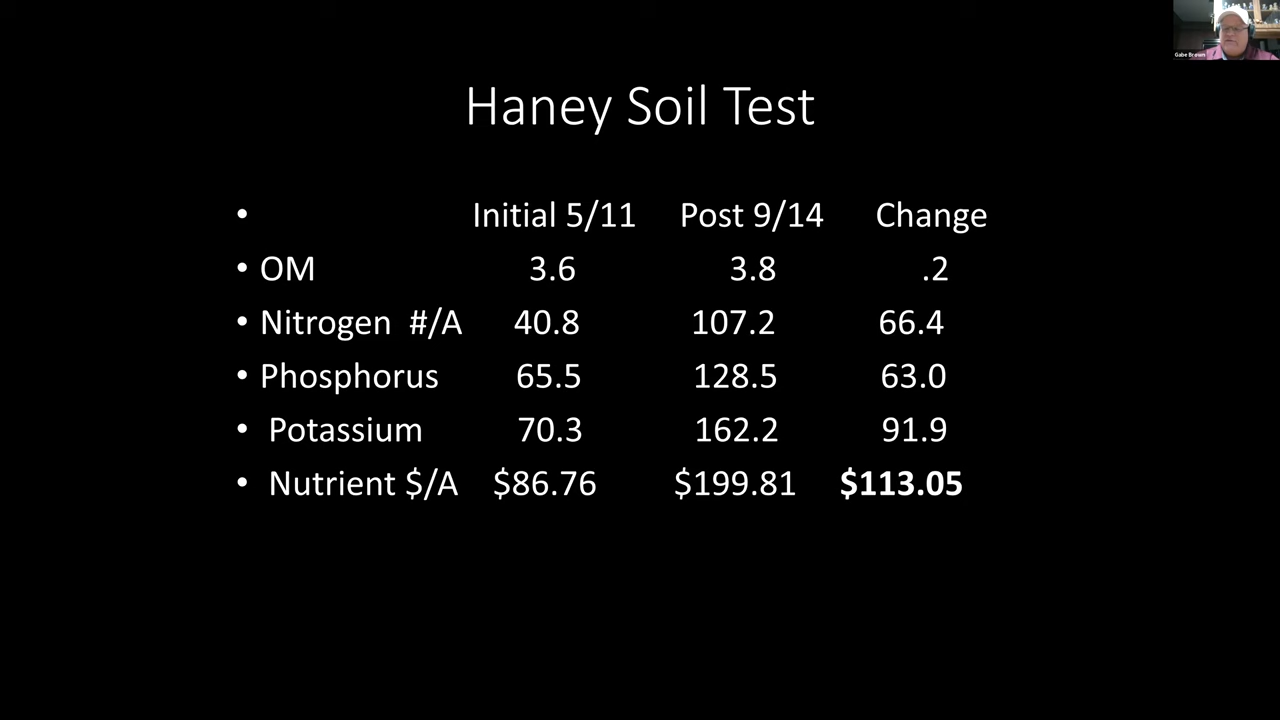 Gabe Brown
Haney Soil Test
• Initial 5/11 Post 9/14 Change
• OM 3.6 3.8 .2
• Nitrogen #/A 40.8 107.2 66.4
• Phosphorus 65.5 128.5 63.0
• Potassium 70.3 162.2 91.9
• Nutrient $/A $86.76 $199.81 $113.05